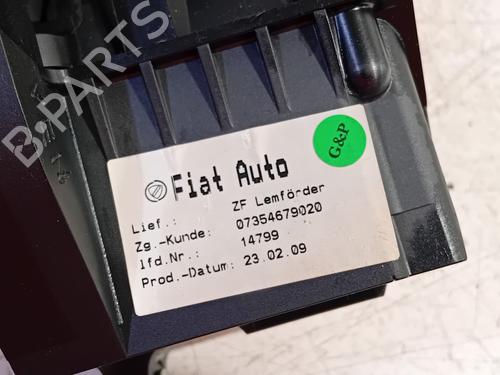 B-PARTS
Fiat Auto
Lief.: ZF Lemförder
Zg.-Kunde: 07354679020
lfd.Nr.: 14799
Prod.-Datum: 23.02.09
G&P